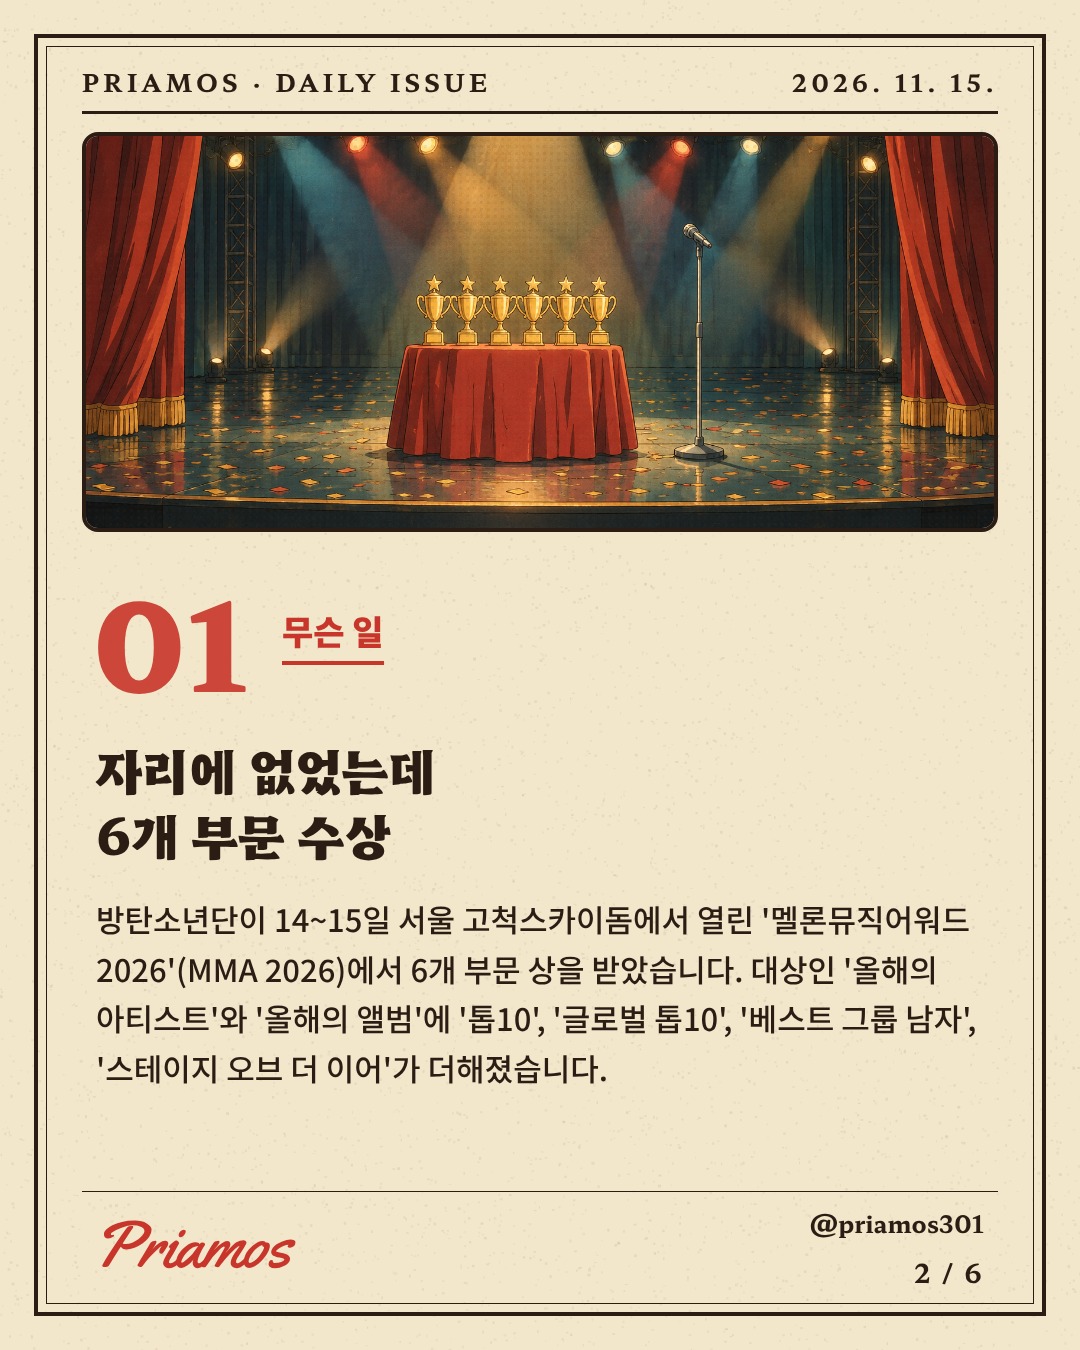 PRIAMOS · DAILY ISSUE
2026. 11. 15.
01
무슨 일
자리에 없었는데
6개 부문 수상
방탄소년단이 14~15일 서울 고척스카이돔에서 열린 '멜론뮤직어워드
2026'(MMA 2026)에서 6개 부문 상을 받았습니다. 대상인 '올해의
아티스트'와 '올해의 앨범'에 '톱10', '글로벌 톱10', '베스트 그룹 남자',
'스테이지 오브 더 이어'가 더해졌습니다.
Priamos
@priamos301
2 / 6